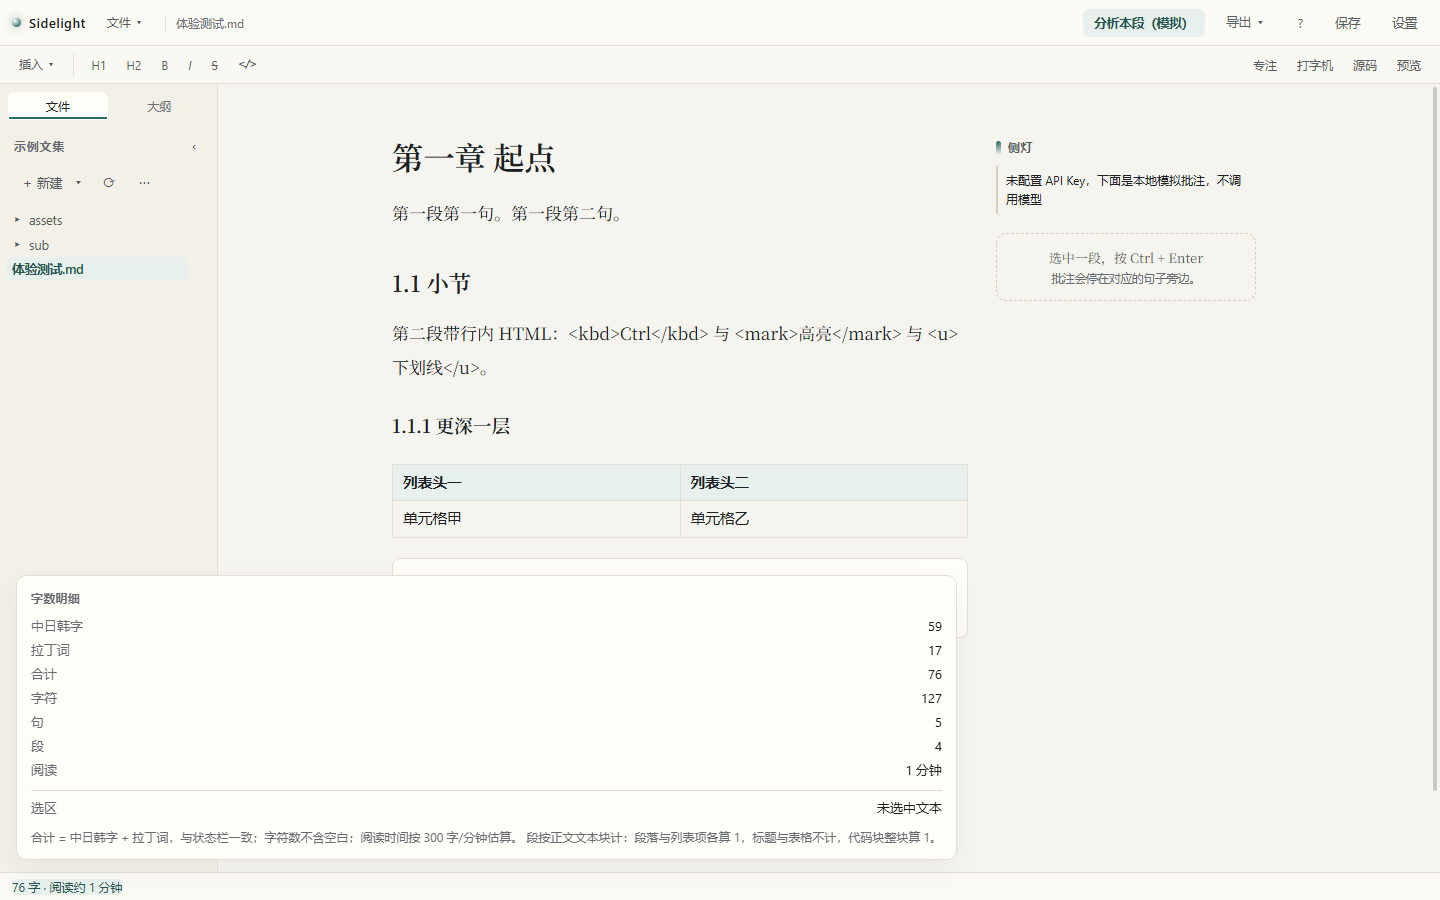 Sidelight
文件
体验测试.md
分析本段（模拟）
导出
?
保存
设置
插入
H1
H2
B
I
S
</>
专注
打字机
源码
预览
文件
大纲
示例文集
+ 新建
assets
sub
体验测试.md
第一章 起点
第一段第一句。第一段第二句。
1.1 小节
第二段带行内 HTML：<kbd>Ctrl</kbd> 与 <mark>高亮</mark> 与 <u>
下划线</u>。
1.1.1 更深一层
列表头一
列表头二
单元格甲
单元格乙
侧灯
未配置 API Key，下面是本地模拟批注，不调
用模型
选中一段，按 Ctrl + Enter
批注会停在对应的句子旁边。
字数明细
中日韩字 59
拉丁词 17
合计 76
字符 127
句 5
段 4
阅读 1 分钟
选区 未选中文本
合计 = 中日韩字 + 拉丁词，与状态栏一致；字符数不含空白；阅读时间按 300 字/分钟估算。 段按正文文本块计：段落与列表项各算 1，标题与表格不计，代码块整块算 1。
76 字 · 阅读约 1 分钟